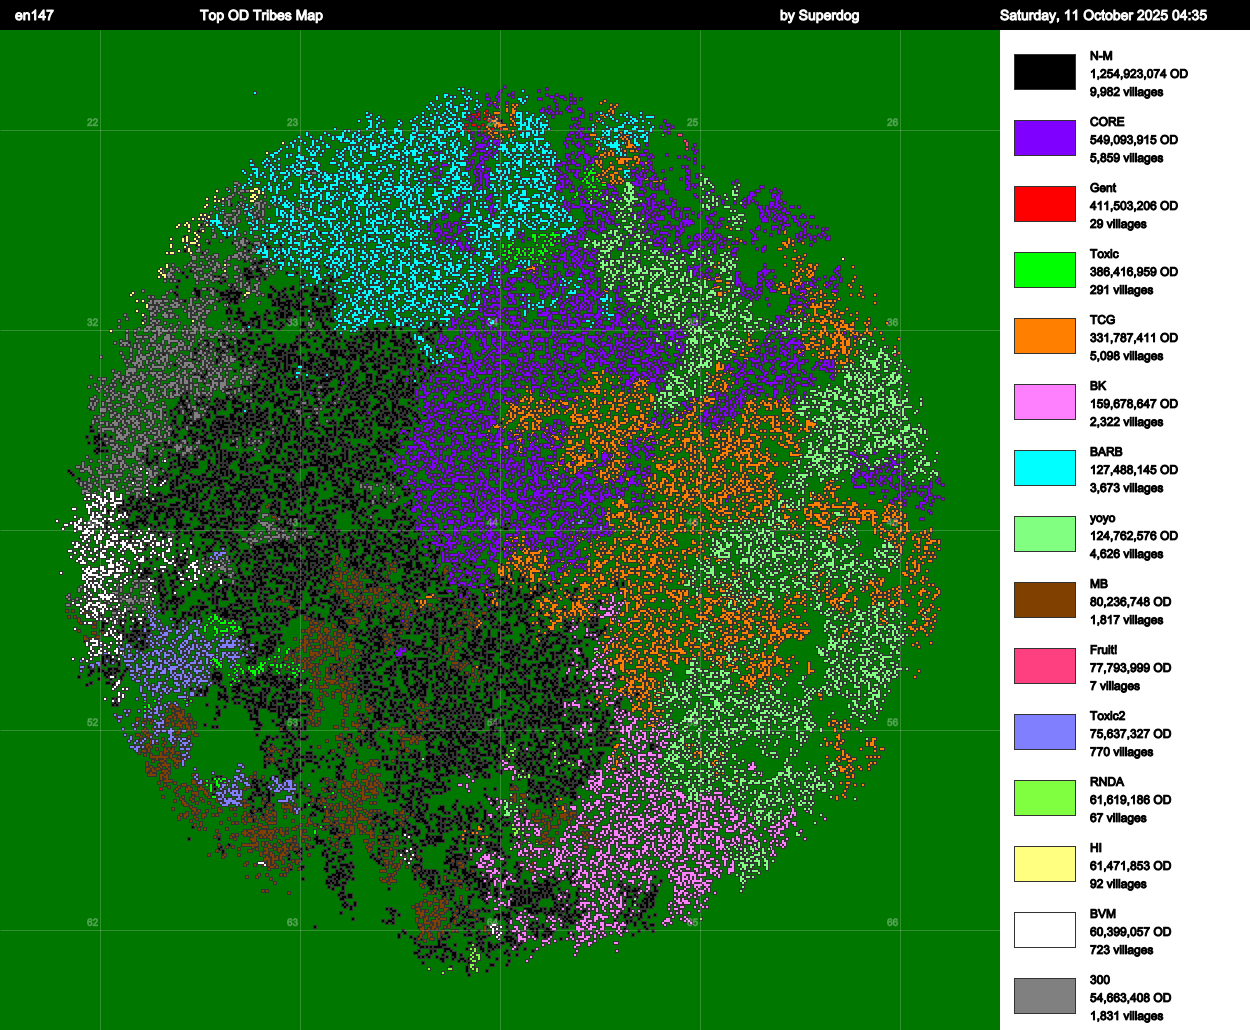 en147 Top OD Tribes Map by Superdog Saturday, 11 October 2025 04:35
N-M
1,254,923,074 OD
9,982 villages
CORE
549,093,915 OD
5,859 villages
Gent
411,503,206 OD
29 villages
Toxic
386,416,959 OD
291 villages
TCG
331,787,411 OD
5,098 villages
BK
159,678,647 OD
2,322 villages
BARB
127,488,145 OD
3,673 villages
yoyo
124,762,576 OD
4,626 villages
MB
80,236,748 OD
1,817 villages
Fruit!
77,793,999 OD
7 villages
Toxic2
75,637,327 OD
770 villages
RNDA
61,619,186 OD
67 villages
HI
61,471,853 OD
92 villages
BVM
60,399,057 OD
723 villages
300
54,663,408 OD
1,831 villages
22 23 25 26
32 33 36
43 44
52 53 54 56
62 63 65 66